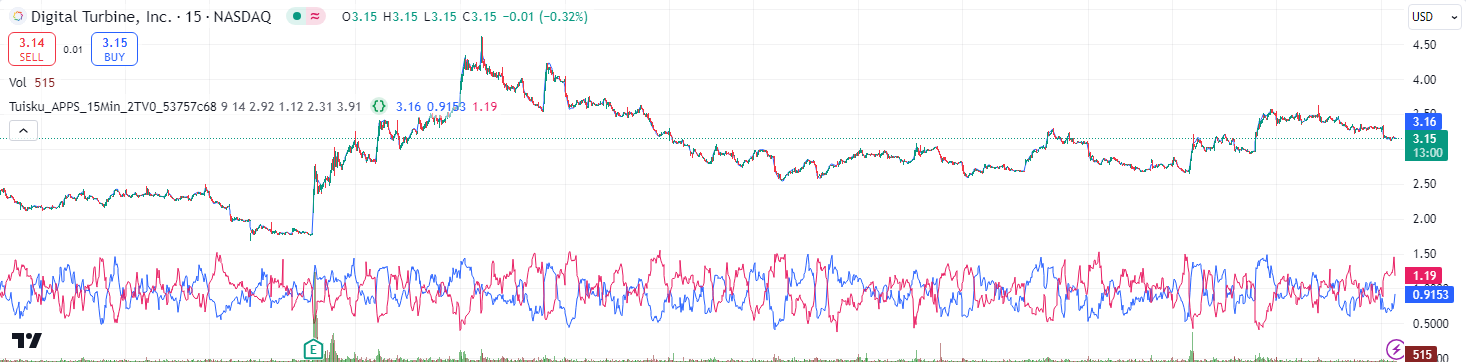 Digital Turbine, Inc. · 15 · NASDAQ O3.15 H3.15 L3.15 C3.15 −0.01 (−0.32%)
USD
3.14 SELL 0.01 3.15 BUY
Vol 515
Tuisku_APPS_15Min_2TV0_53757c68 9 14 2.92 1.12 2.31 3.91 3.16 0.9153 1.19
4.50
4.00
3.50
3.16
3.15
13:00
2.50
2.00
1.50
1.19
0.9153
0.5000
515
E